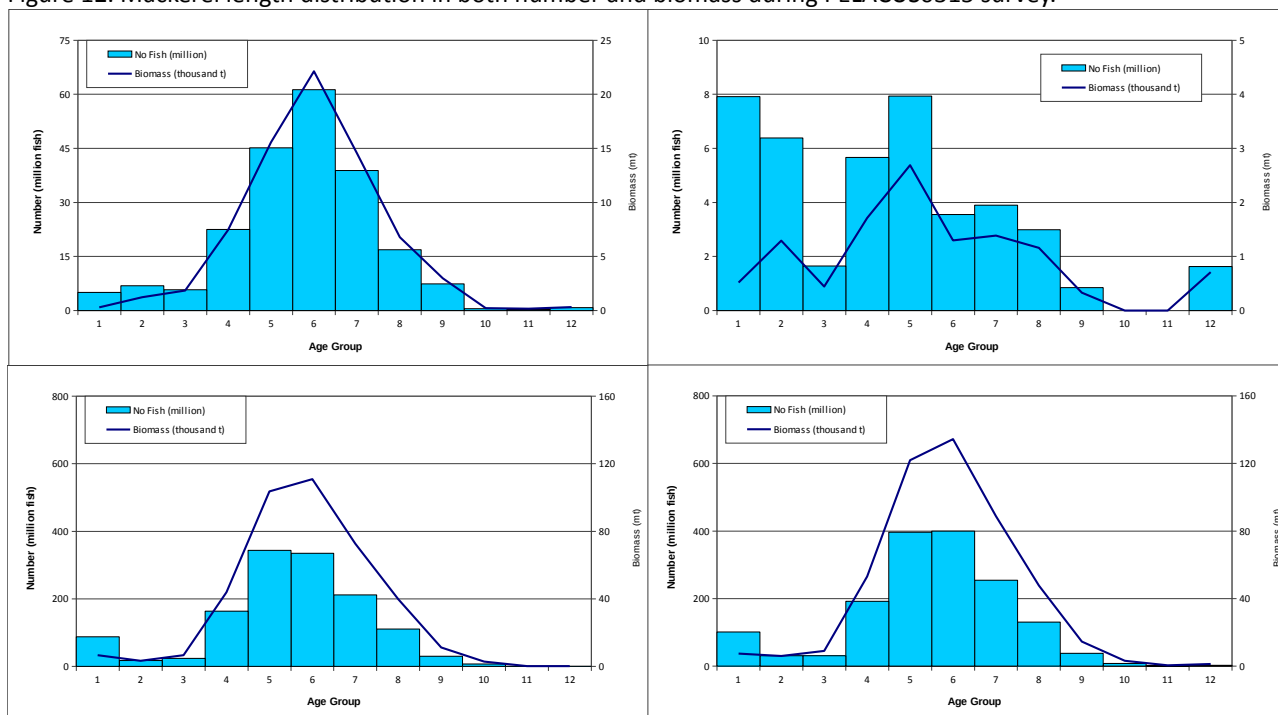 Figure 12. Mackerel length distribution in both number and biomass during PELACUS0313 survey.
No Fish (million)
Biomass (thousand t)
75
60
45
30
15
0
Number (million fish)
25
20
15
10
5
0
Biomass (mt)
1 2 3 4 5 6 7 8 9 10 11 12
Age Group
No Fish (million)
Biomass (thousand t)
10
8
6
4
2
0
Number (million fish)
5
4
3
2
1
0
Biomass (mt)
1 2 3 4 5 6 7 8 9 10 11 12
Age Group
No Fish (million)
Biomass (thousand t)
800
600
400
200
0
Number (million fish)
160
120
80
40
0
Biomass (mt)
1 2 3 4 5 6 7 8 9 10 11 12
Age Group
No Fish (million)
Biomass (thousand t)
800
600
400
200
0
Number (million fish)
160
120
80
40
0
Biomass (mt)
1 2 3 4 5 6 7 8 9 10 11 12
Age Group